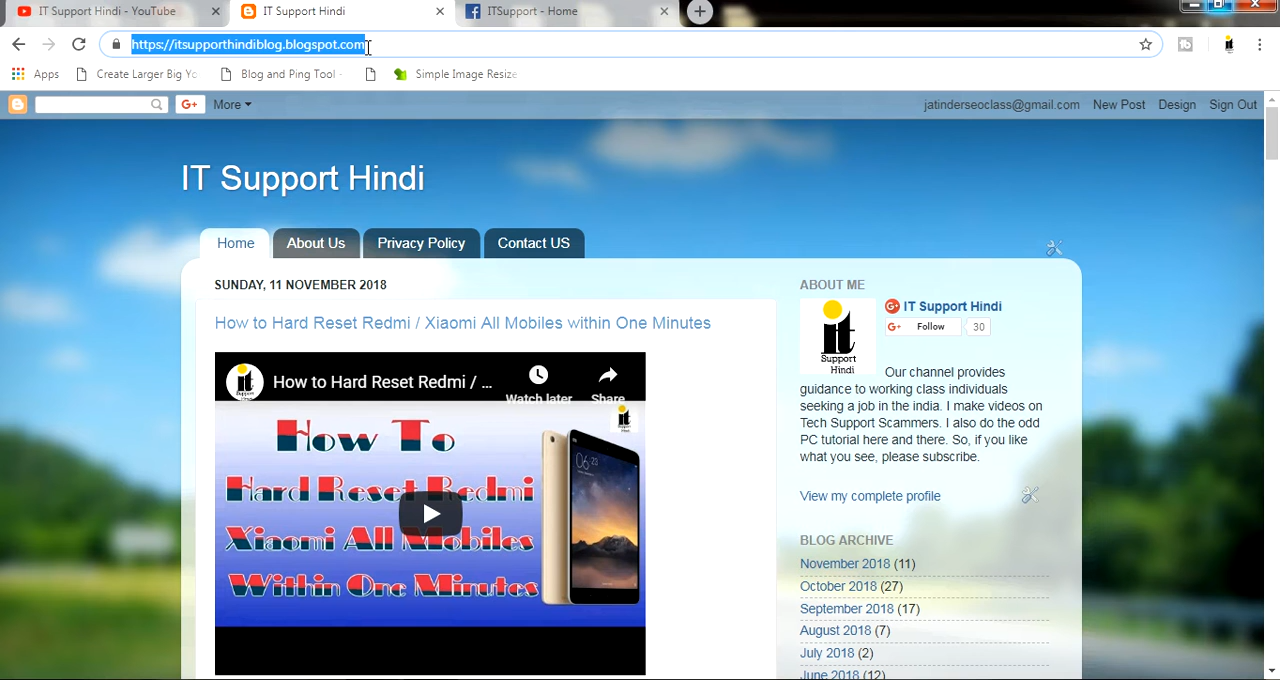 IT Support Hindi - YouTube
IT Support Hindi
ITSupport - Home
https://itsupporthindiblog.blogspot.com
Apps
Create Larger Big Yo
Blog and Ping Tool -
Simple Image Resize
G+
More
jatinderseoclass@gmail.com
New Post
Design
Sign Out
IT Support Hindi
Home
About Us
Privacy Policy
Contact US
SUNDAY, 11 NOVEMBER 2018
How to Hard Reset Redmi / Xiaomi All Mobiles within One Minutes
How to Hard Reset Redmi / ...
Watch later
Share
How To
Hard Reset Redmi
Xiaomi All Mobiles
Within One Minutes
ABOUT ME
it
Support
Hindi
G+ IT Support Hindi
G+ Follow 30
Our channel provides
guidance to working class individuals
seeking a job in the india. I make videos on
Tech Support Scammers. I also do the odd
PC tutorial here and there. So, if you like
what you see, please subscribe.
View my complete profile
BLOG ARCHIVE
November 2018 (11)
October 2018 (27)
September 2018 (17)
August 2018 (7)
July 2018 (2)
June 2018 (12)